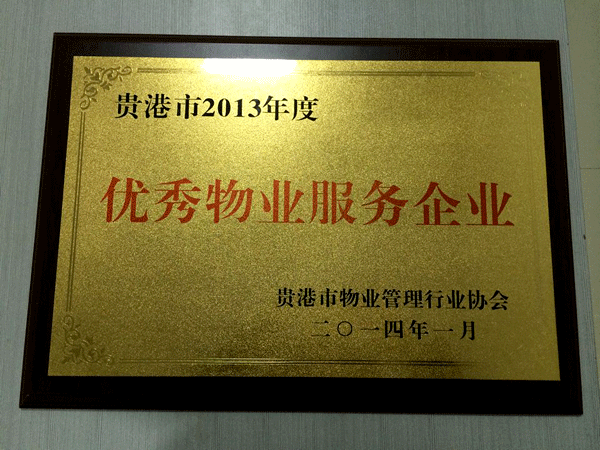 贵港市2013年度
优秀物业服务企业
贵港市物业管理行业协会
二〇一四年一月